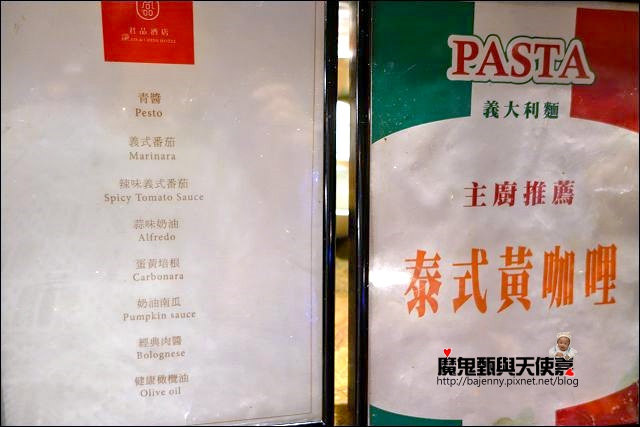 君品酒店
青醬
Pesto
義式番茄
Marinara
辣味義式番茄
Spicy Tomato Sauce
蒜味奶油
Alfredo
蛋黃培根
Carbonara
奶油南瓜
Pumpkin sauce
經典肉醬
Bolognese
健康橄欖油
Olive oil
PASTA
義大利麵
主廚推薦
泰式黃咖哩
魔鬼甄與天使嘉
http://bajenny.pixnet.net/blog